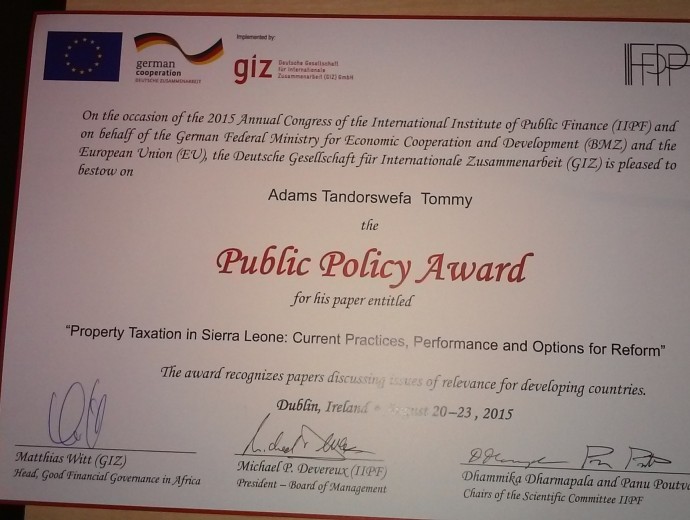 german
cooperation
DEUTSCHE ZUSAMMENARBEIT
Implemented by:
giz
Deutsche Gesellschaft
für Internationale
Zusammenarbeit (GIZ) GmbH
On the occasion of the 2015 Annual Congress of the International Institute of Public Finance (IIPF) and
on behalf of the German Federal Ministry for Economic Cooperation and Development (BMZ) and the
European Union (EU), the Deutsche Gesellschaft für Internationale Zusammenarbeit (GIZ) is pleased to
bestow on
Adams Tandorswefa Tommy
the
Public Policy Award
for his paper entitled
"Property Taxation in Sierra Leone: Current Practices, Performance and Options for Reform"
The award recognizes papers discussing issues of relevance for developing countries.
Dublin, Ireland • August 20–23, 2015
Matthias Witt (GIZ)
Head, Good Financial Governance in Africa
Michael P. Devereux (IIPF)
President – Board of Management
Dhammika Dharmapala and Panu
Chairs of the Scientific Committee IIPF